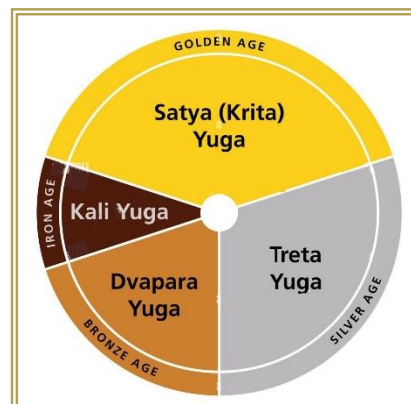 GOLDEN AGE
Satya (Krita)
Yuga
IRON AGE
Kali Yuga
Treta
Yuga
SILVER AGE
Dvapara
Yuga
BRONZE AGE